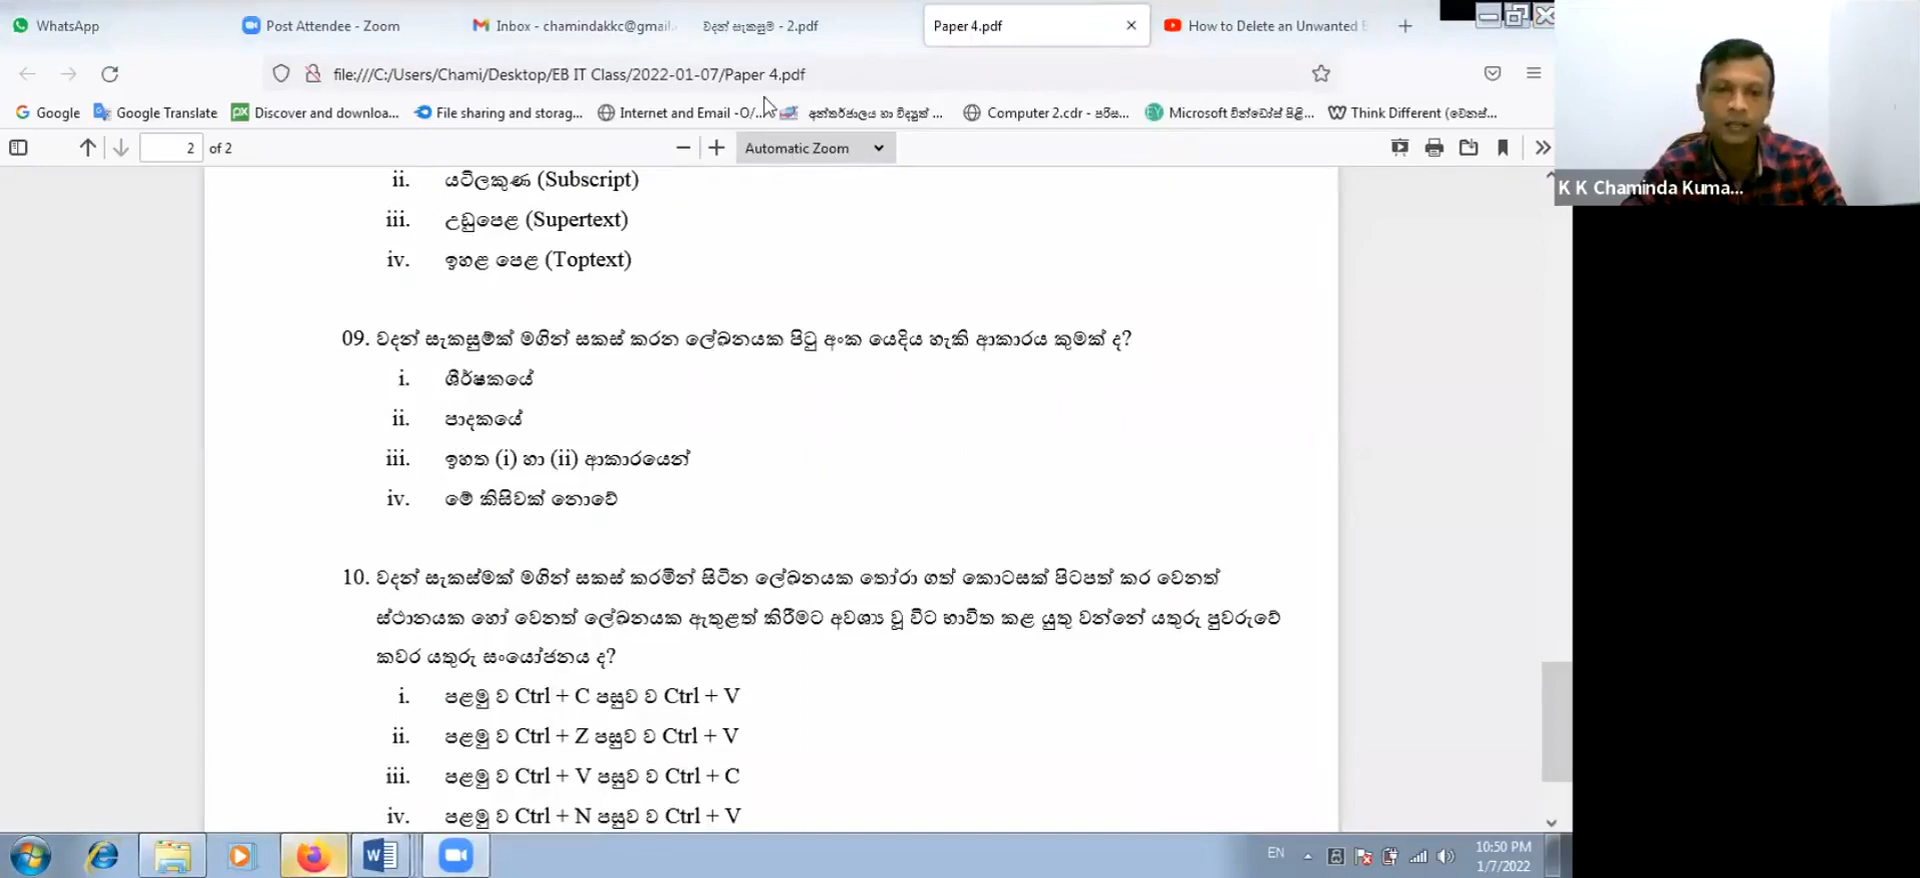 WhatsApp
Post Attendee - Zoom
Inbox - chamindakkc@gmail.
වදන් සැකසුම් - 2.pdf
Paper 4.pdf
How to Delete an Unwanted
file:///C:/Users/Chami/Desktop/EB IT Class/2022-01-07/Paper 4.pdf
Google
Google Translate
Discover and downloa...
File sharing and storag...
Internet and Email -O/...
අන්තර්ජාලය හා විද්‍යුත් ...
Computer 2.cdr - පරිස...
Microsoft වින්ඩෝස් පිළි...
Think Different (වෙනස්...
2 of 2
Automatic Zoom
K K Chaminda Kuma...
ii. යටිලකුණ (Subscript)
iii. උඩුපෙළ (Supertext)
iv. ඉහළ පෙළ (Toptext)
09. වදන් සැකසුම්ක් මගින් සකස් කරන ලේඛනයක පිටු අංක යෙදිය හැකි ආකාරය කුමක් ද?
i. ශීර්ෂකයේ
ii. පාදකයේ
iii. ඉහත (i) හා (ii) ආකාරයෙන්
iv. මේ කිසිවක් නොවේ
10. වදන් සැකස්මක් මගින් සකස් කරමින් සිටින ලේඛනයක තෝරා ගත් කොටසක් පිටපත් කර වෙනත්
ස්ථානයක හෝ වෙනත් ලේඛනයක ඇතුළත් කිරීමට අවශ්‍ය වූ විට භාවිත කළ යුතු වන්නේ යතුරු පුවරුවේ
කවර යතුරු සංයෝජනය ද?
i. පළමු ව Ctrl + C පසුව ව Ctrl + V
ii. පළමු ව Ctrl + Z පසුව ව Ctrl + V
iii. පළමු ව Ctrl + V පසුව ව Ctrl + C
iv. පළමු ව Ctrl + N පසුව ව Ctrl + V
EN
10:50 PM
1/7/2022